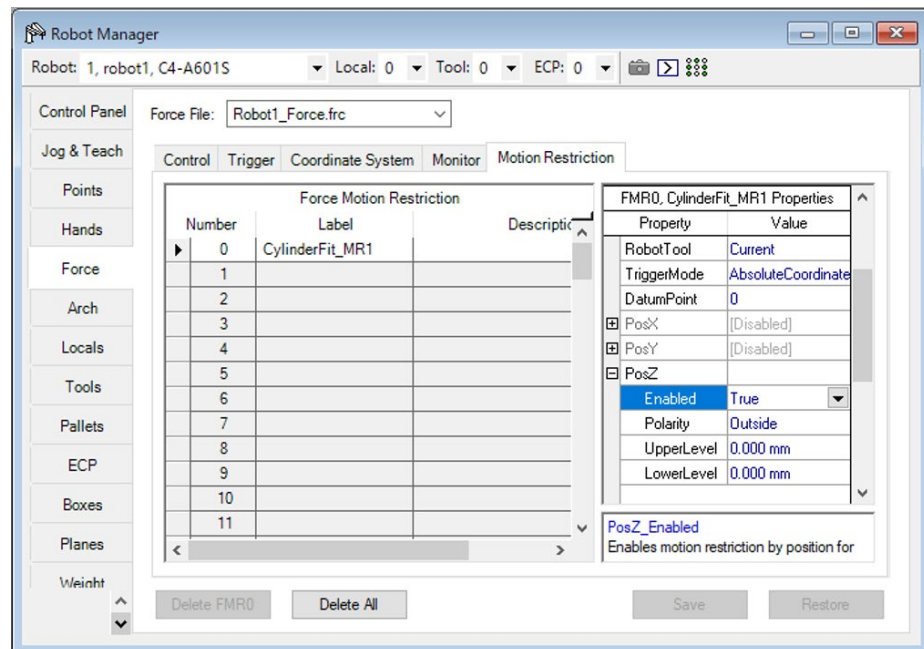 Robot Manager
Robot: 1, robot1, C4-A601S Local: 0 Tool: 0 ECP: 0
Control Panel
Jog & Teach
Points
Hands
Force
Arch
Locals
Tools
Pallets
ECP
Boxes
Planes
Weight
Force File: Robot1_Force.frc
Control Trigger Coordinate System Monitor Motion Restriction
Force Motion Restriction
Number Label Descriptic
0 CylinderFit_MR1
1
2
3
4
5
6
7
8
9
10
11
FMR0, CylinderFit_MR1 Properties
Property Value
RobotTool Current
TriggerMode AbsoluteCoordinate
DatumPoint 0
PosX [Disabled]
PosY [Disabled]
PosZ
Enabled True
Polarity Outside
UpperLevel 0.000 mm
LowerLevel 0.000 mm
PosZ_Enabled
Enables motion restriction by position for
Delete FMR0 Delete All Save Restore